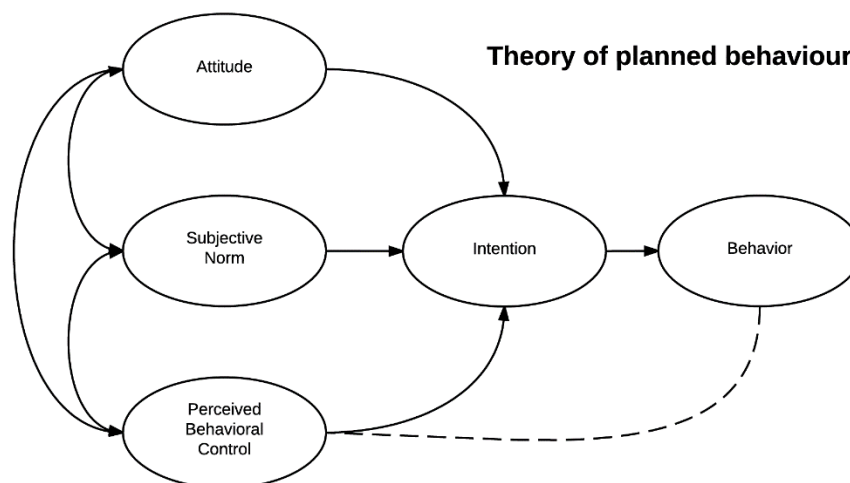 Attitude
Theory of planned behaviour
Subjective
Norm
Intention
Behavior
Perceived
Behavioral
Control